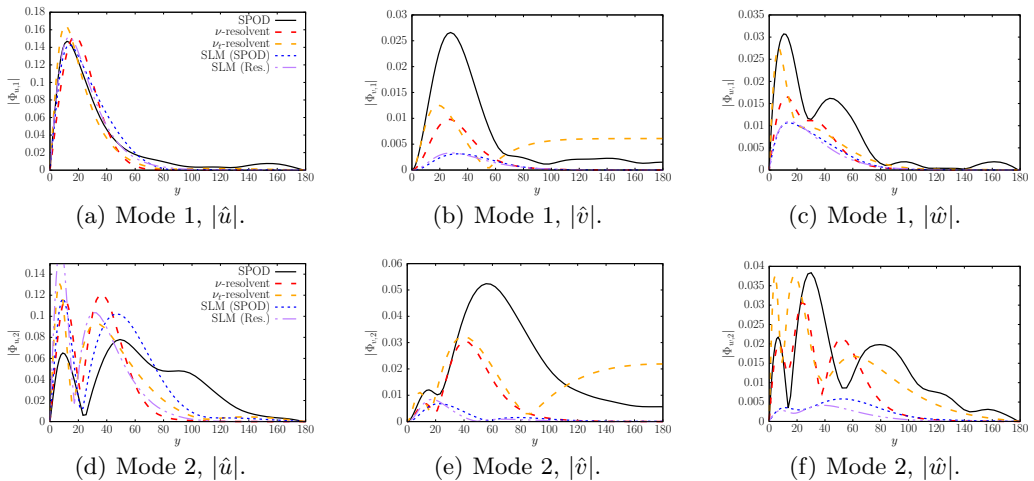 |Φ_{u,1}|
0.18
0.16
0.14
0.12
0.1
0.08
0.06
0.04
0.02
0
0 20 40 60 80 100 120 140 160 180
y
SPOD
ν-resolvent
ν_t-resolvent
SLM (SPOD)
SLM (Res.)
(a) Mode 1, |û|.
|Φ_{v,1}|
0.03
0.025
0.02
0.015
0.01
0.005
0
0 20 40 60 80 100 120 140 160 180
y
(b) Mode 1, |v̂|.
|Φ_{w,1}|
0.035
0.03
0.025
0.02
0.015
0.01
0.005
0
0 20 40 60 80 100 120 140 160 180
y
(c) Mode 1, |ŵ|.
|Φ_{u,2}|
0.14
0.12
0.1
0.08
0.06
0.04
0.02
0
0 20 40 60 80 100 120 140 160 180
y
SPOD
ν-resolvent
ν_t-resolvent
SLM (SPOD)
SLM (Res.)
(d) Mode 2, |û|.
|Φ_{v,2}|
0.06
0.05
0.04
0.03
0.02
0.01
0
0 20 40 60 80 100 120 140 160 180
y
(e) Mode 2, |v̂|.
|Φ_{w,2}|
0.04
0.035
0.03
0.025
0.02
0.015
0.01
0.005
0
0 20 40 60 80 100 120 140 160 180
y
(f) Mode 2, |ŵ|.